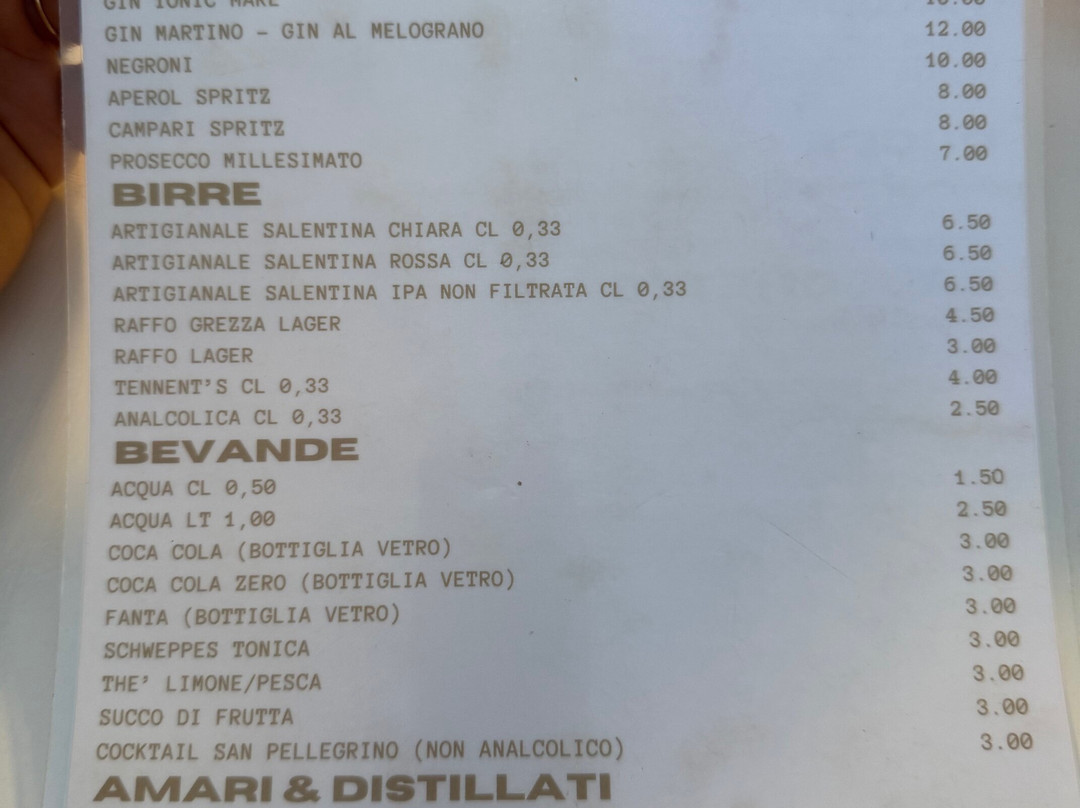 GIN TONIC MARE 10.00
GIN MARTINO – GIN AL MELOGRANO 12.00
NEGRONI 10.00
APEROL SPRITZ 8.00
CAMPARI SPRITZ 8.00
PROSECCO MILLESIMATO 7.00
BIRRE
ARTIGIANALE SALENTINA CHIARA CL 0,33 6.50
ARTIGIANALE SALENTINA ROSSA CL 0,33 6.50
ARTIGIANALE SALENTINA IPA NON FILTRATA CL 0,33 6.50
RAFFO GREZZA LAGER 4.50
RAFFO LAGER 3.00
TENNENT'S CL 0,33 4.00
ANALCOLICA CL 0,33 2.50
BEVANDE
ACQUA CL 0,50 1.50
ACQUA LT 1,00 2.50
COCA COLA (BOTTIGLIA VETRO) 3.00
COCA COLA ZERO (BOTTIGLIA VETRO) 3.00
FANTA (BOTTIGLIA VETRO) 3.00
SCHWEPPES TONICA 3.00
THE' LIMONE/PESCA 3.00
SUCCO DI FRUTTA 3.00
COCKTAIL SAN PELLEGRINO (NON ANALCOLICO) 3.00
AMARI & DISTILLATI